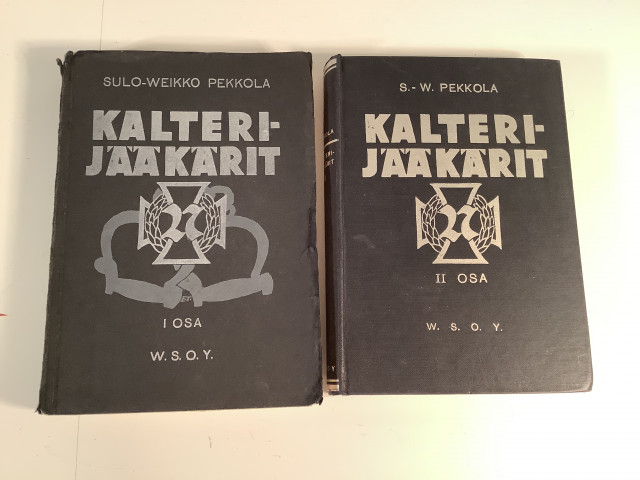 SULO-WEIKKO PEKKOLA
KALTERI-
JÄÄKÄRIT
I OSA
W. S. O. Y.
S.-W. PEKKOLA
KALTERI-
JÄÄKÄRIT
II OSA
W. S. O. Y.